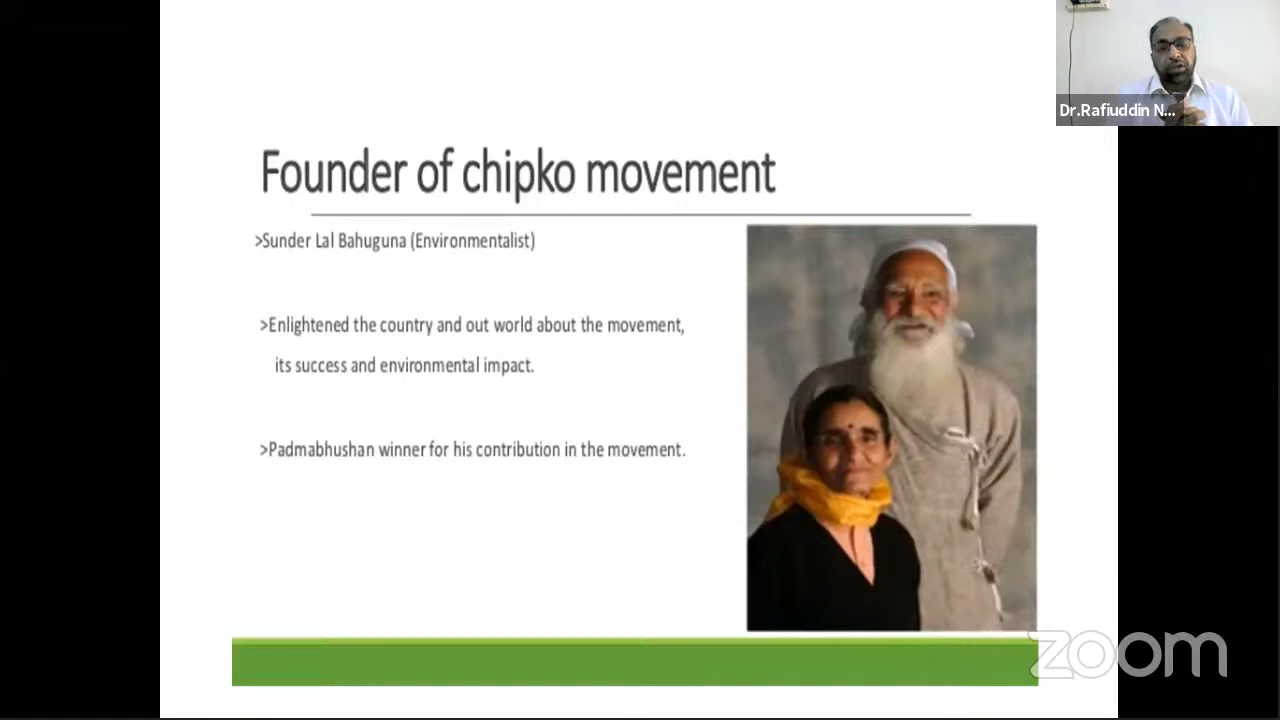 Dr.Rafiuddin N...
Founder of chipko movement
>Sunder Lal Bahuguna (Environmentalist)
>Enlightened the country and out world about the movement,
its success and environmental impact.
>Padmabhushan winner for his contribution in the movement.
zoom